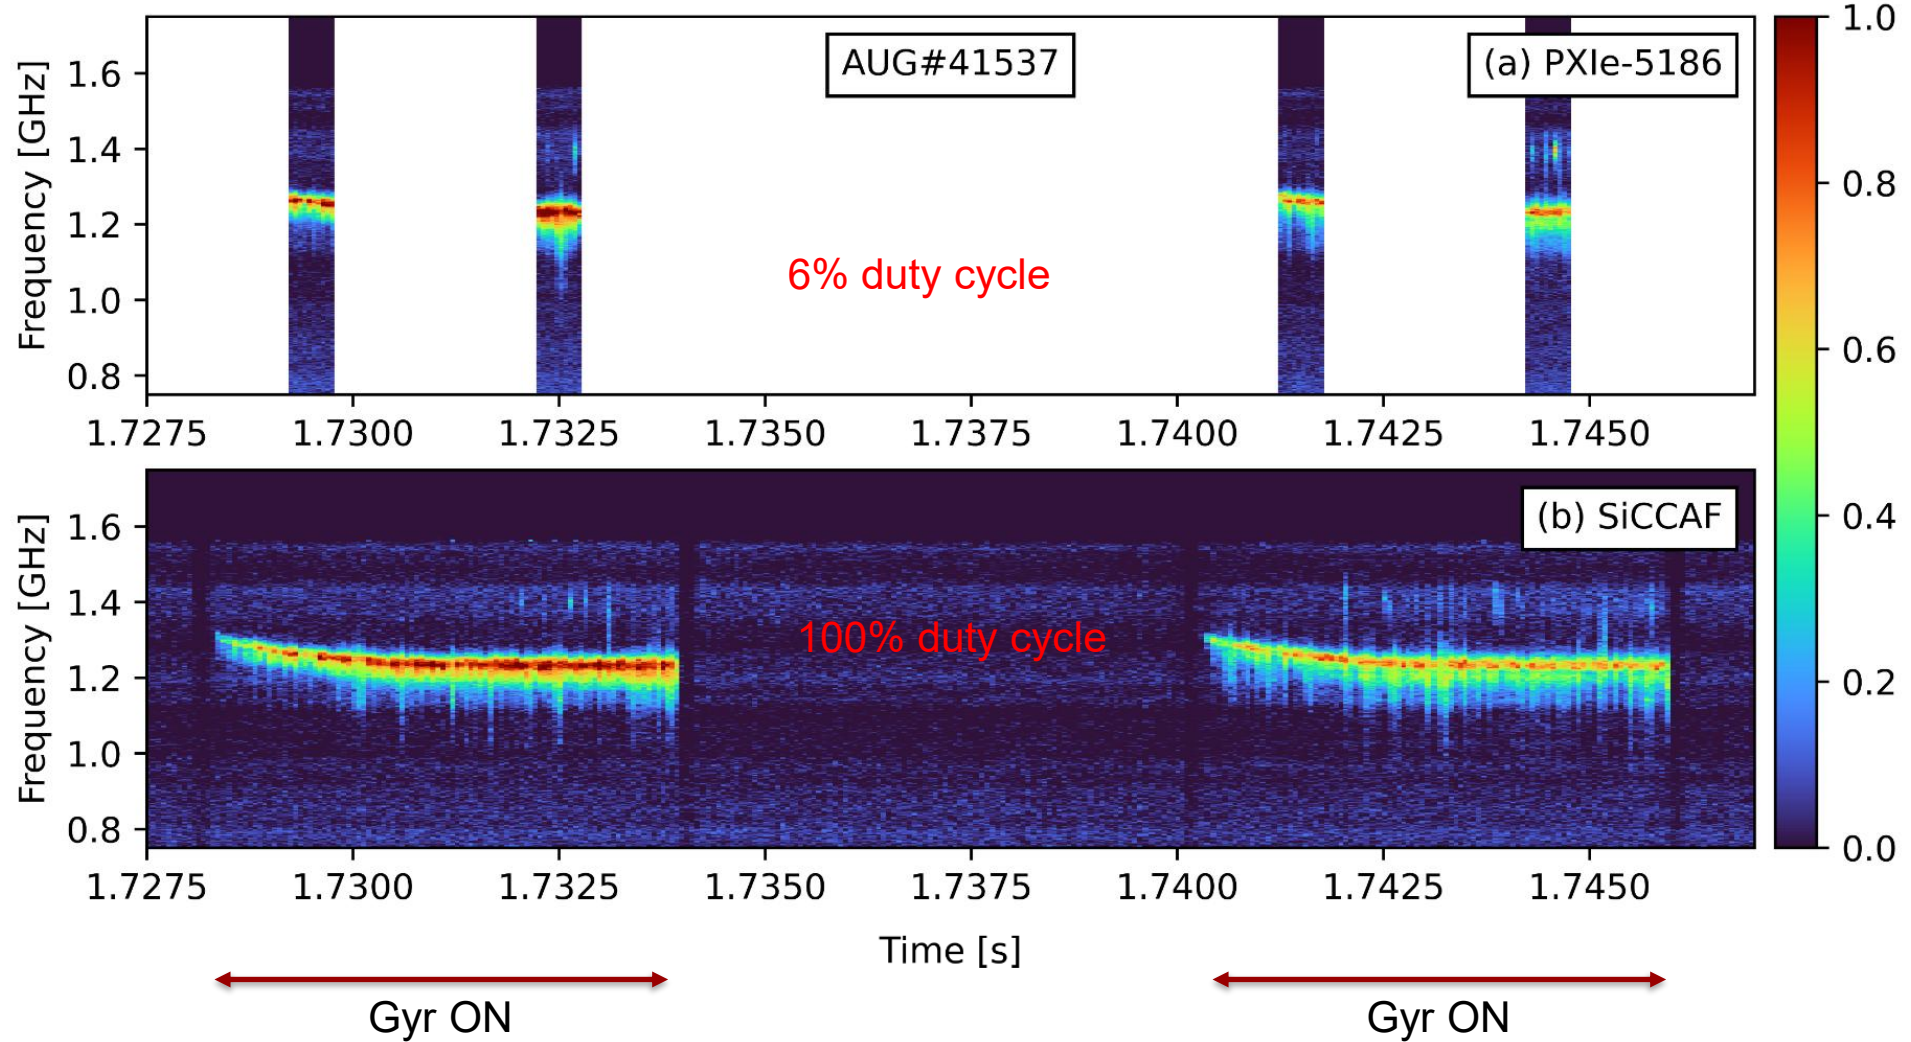 AUG#41537
(a) PXIe-5186
Frequency [GHz]
1.6
1.4
1.2
1.0
0.8
6% duty cycle
1.7275 1.7300 1.7325 1.7350 1.7375 1.7400 1.7425 1.7450
(b) SiCCAF
Frequency [GHz]
1.6
1.4
1.2
1.0
0.8
100% duty cycle
1.7275 1.7300 1.7325 1.7350 1.7375 1.7400 1.7425 1.7450
Time [s]
1.0
0.8
0.6
0.4
0.2
0.0
Gyr ON
Gyr ON